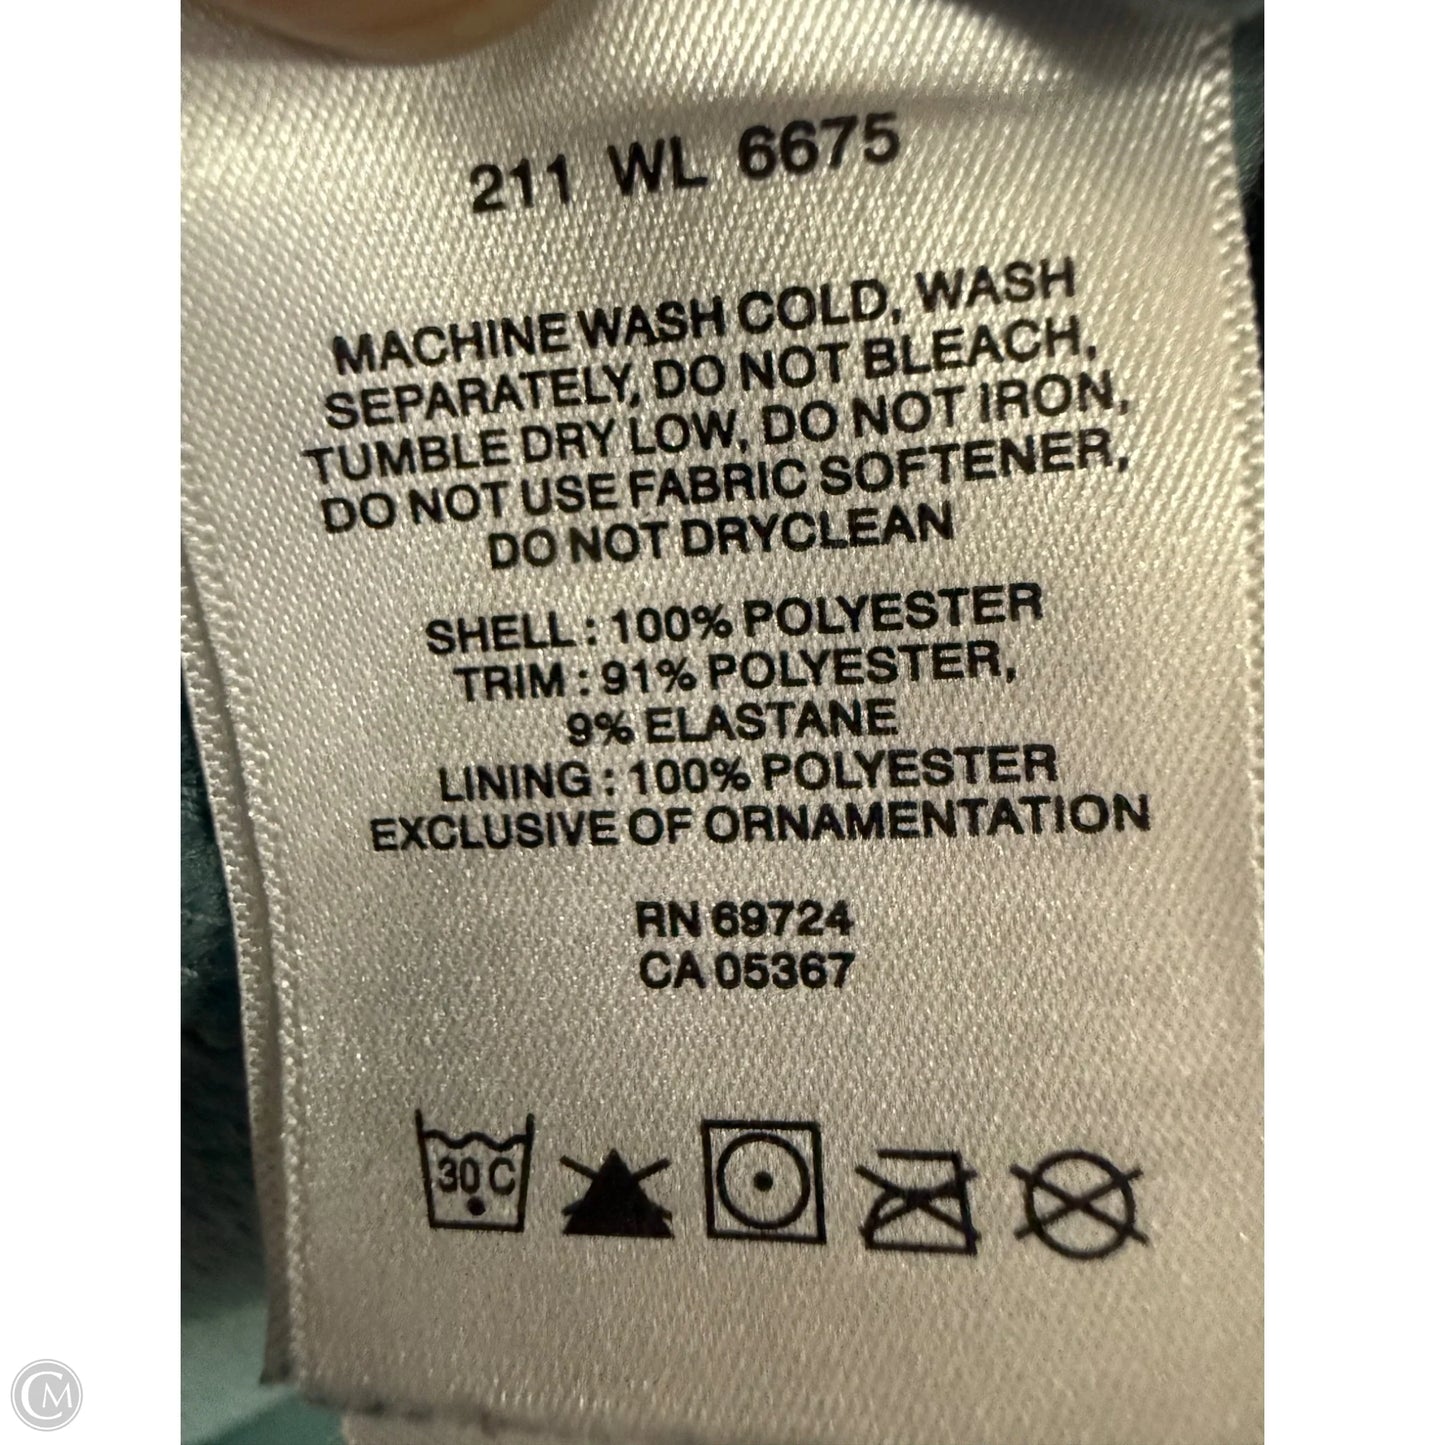 211 WL 6675
MACHINE WASH COLD, WASH
SEPARATELY, DO NOT BLEACH,
TUMBLE DRY LOW, DO NOT IRON,
DO NOT USE FABRIC SOFTENER,
DO NOT DRYCLEAN
SHELL : 100% POLYESTER
TRIM : 91% POLYESTER,
9% ELASTANE
LINING : 100% POLYESTER
EXCLUSIVE OF ORNAMENTATION
RN 69724
CA 05367
30 C
CM